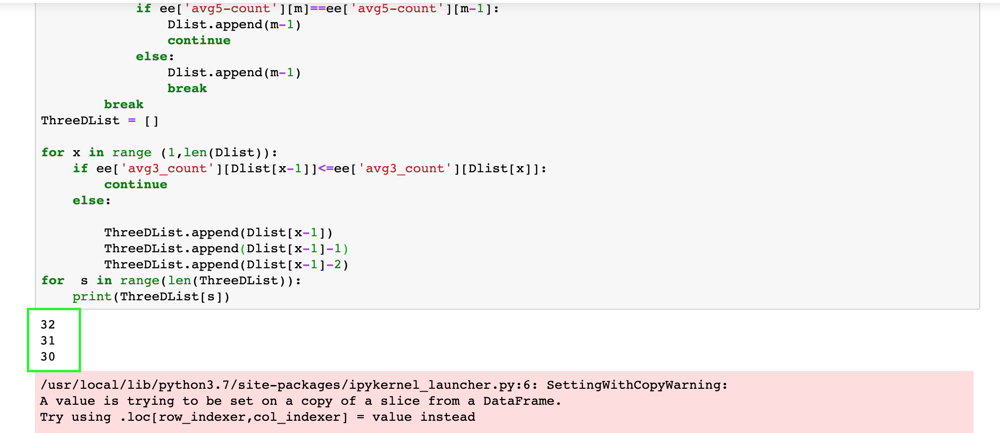 if ee['avg5-count'][m]==ee['avg5-count'][m-1]:
Dlist.append(m-1)
continue
else:
Dlist.append(m-1)
break
break
ThreeDList = []
for x in range (1,len(Dlist)):
if ee['avg3_count'][Dlist[x-1]]<=ee['avg3_count'][Dlist[x]]:
continue
else:
ThreeDList.append(Dlist[x-1])
ThreeDList.append(Dlist[x-1]-1)
ThreeDList.append(Dlist[x-1]-2)
for  s in range(len(ThreeDList)):
print(ThreeDList[s])
32
31
30
/usr/local/lib/python3.7/site-packages/ipykernel_launcher.py:6: SettingWithCopyWarning:
A value is trying to be set on a copy of a slice from a DataFrame.
Try using .loc[row_indexer,col_indexer] = value instead